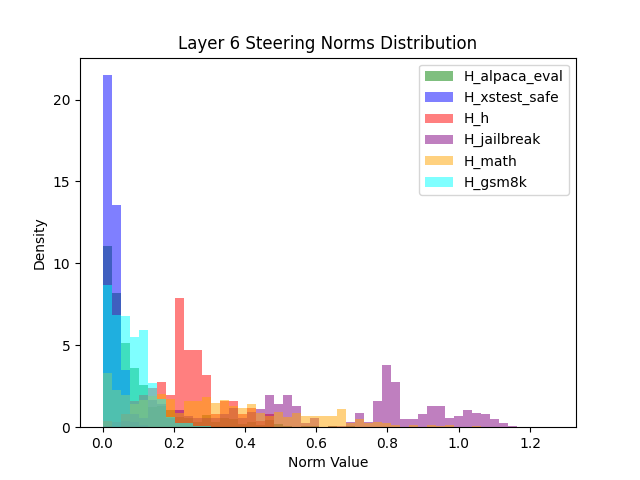 Layer 6 Steering Norms Distribution
H_alpaca_eval
H_xstest_safe
H_h
H_jailbreak
H_math
H_gsm8k
Density
20
15
10
5
0
0.0 0.2 0.4 0.6 0.8 1.0 1.2
Norm Value